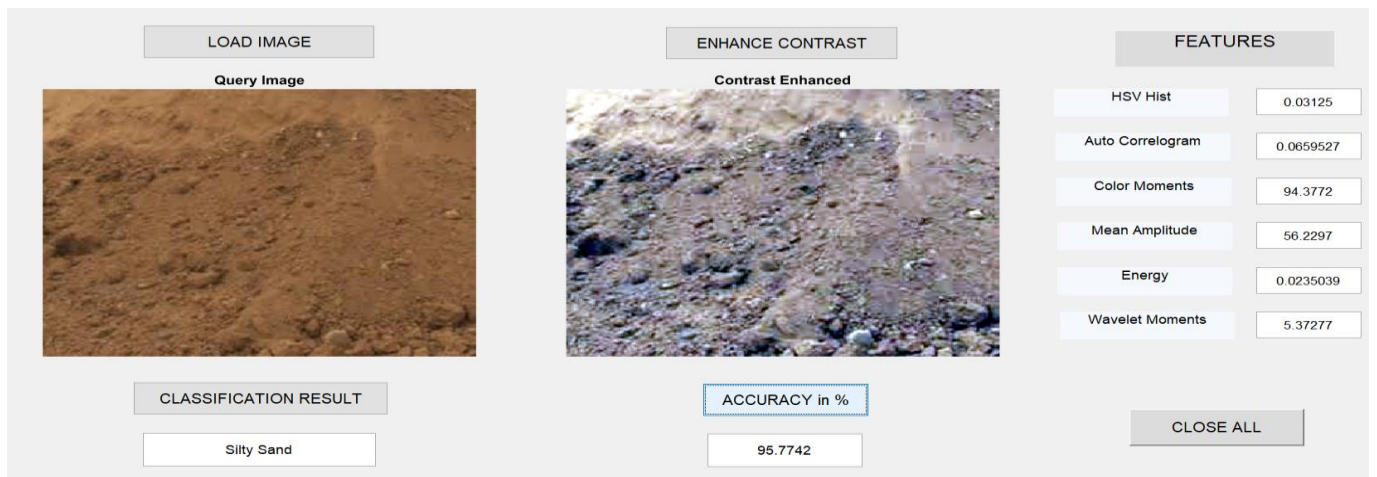 LOAD IMAGE
ENHANCE CONTRAST
FEATURES
Query Image
Contrast Enhanced
HSV Hist
0.03125
Auto Correlogram
0.0659527
Color Moments
94.3772
Mean Amplitude
56.2297
Energy
0.0235039
Wavelet Moments
5.37277
CLASSIFICATION RESULT
ACCURACY in %
CLOSE ALL
Silty Sand
95.7742